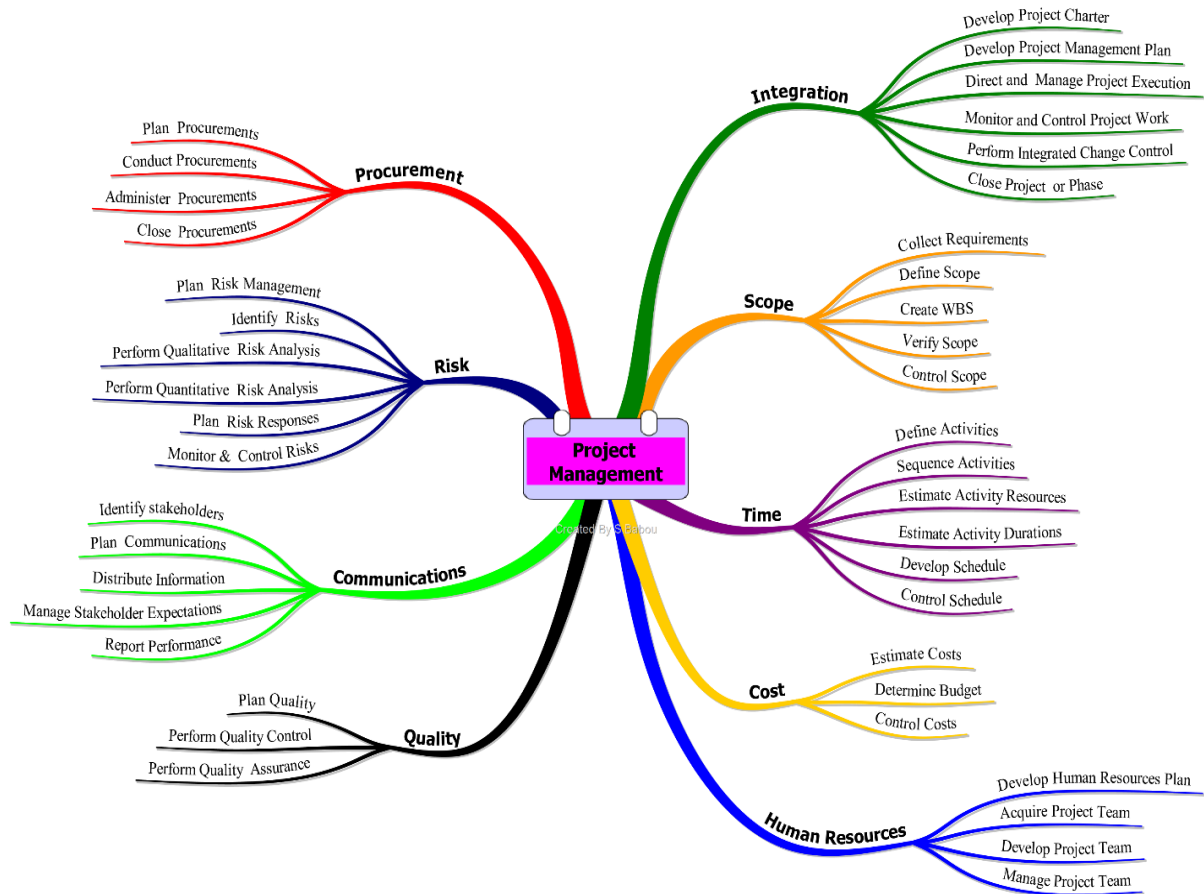 Project
Management
Created By S.Babou
Integration
Develop Project Charter
Develop Project Management Plan
Direct and Manage Project Execution
Monitor and Control Project Work
Perform Integrated Change Control
Close Project or Phase
Scope
Collect Requirements
Define Scope
Create WBS
Verify Scope
Control Scope
Time
Define Activities
Sequence Activities
Estimate Activity Resources
Estimate Activity Durations
Develop Schedule
Control Schedule
Cost
Estimate Costs
Determine Budget
Control Costs
Human Resources
Develop Human Resources Plan
Acquire Project Team
Develop Project Team
Manage Project Team
Procurement
Plan Procurements
Conduct Procurements
Administer Procurements
Close Procurements
Risk
Plan Risk Management
Identify Risks
Perform Qualitative Risk Analysis
Perform Quantitative Risk Analysis
Plan Risk Responses
Monitor & Control Risks
Communications
Identify stakeholders
Plan Communications
Distribute Information
Manage Stakeholder Expectations
Report Performance
Quality
Plan Quality
Perform Quality Control
Perform Quality Assurance